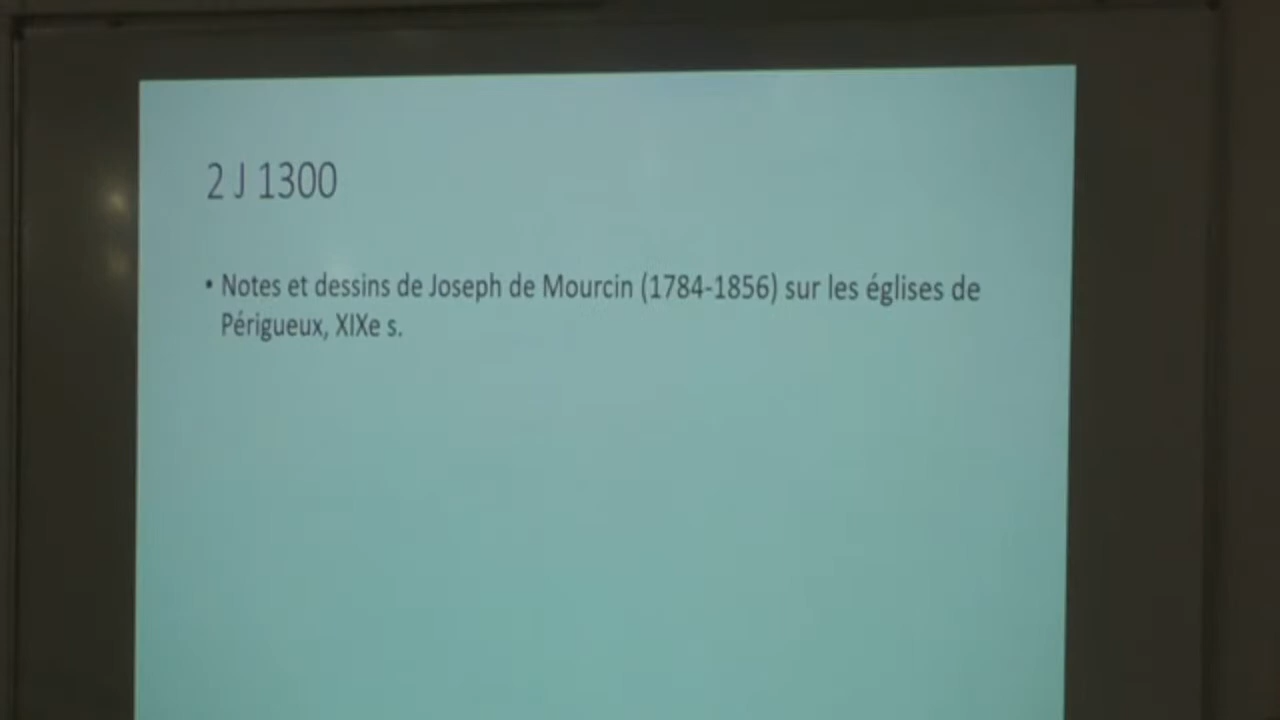 2 J 1300
• Notes et dessins de Joseph de Mourcin (1784-1856) sur les églises de
Périgueux, XIXe s.